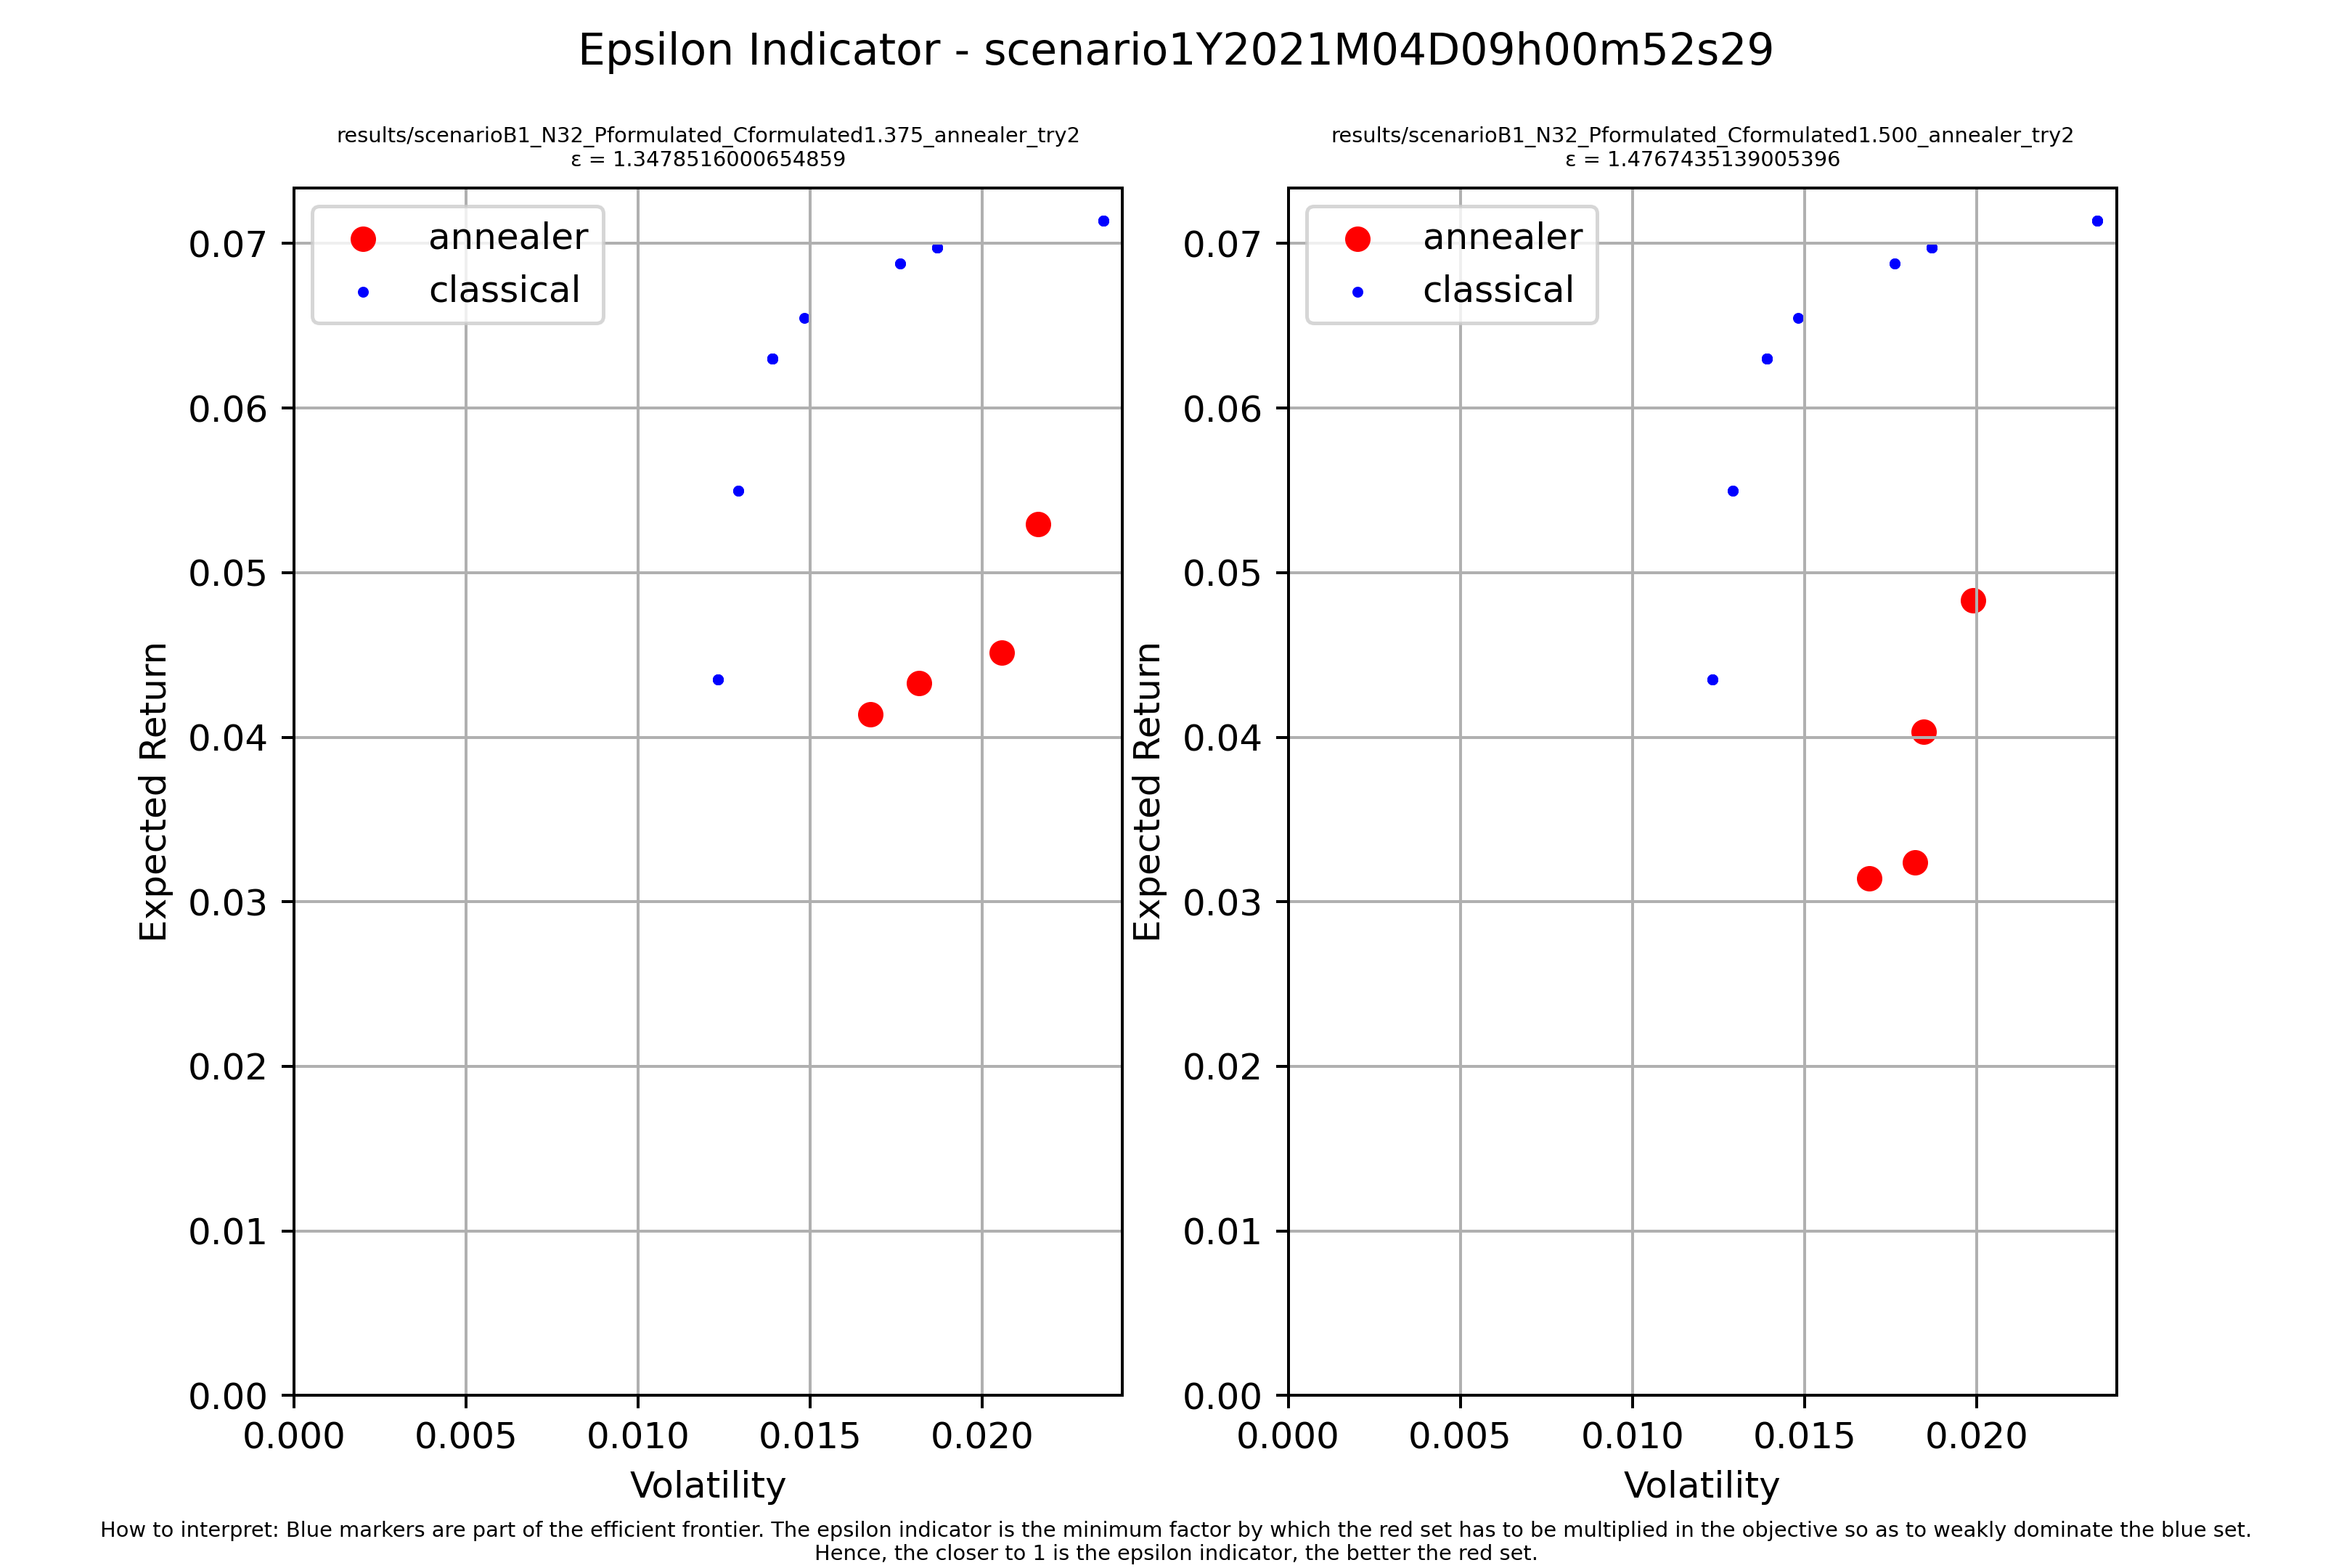 Epsilon Indicator - scenario1Y2021M04D09h00m52s29
results/scenarioB1_N32_Pformulated_Cformulated1.375_annealer_try2
ε = 1.3478516000654859
annealer
classical
0.07
0.06
0.05
0.04
0.03
0.02
0.01
0.00
Expected Return
0.000 0.005 0.010 0.015 0.020
Volatility
results/scenarioB1_N32_Pformulated_Cformulated1.500_annealer_try2
ε = 1.4767435139005396
annealer
classical
0.07
0.06
0.05
0.04
0.03
0.02
0.01
0.00
Expected Return
0.000 0.005 0.010 0.015 0.020
Volatility
How to interpret: Blue markers are part of the efficient frontier. The epsilon indicator is the minimum factor by which the red set has to be multiplied in the objective so as to weakly dominate the blue set.
Hence, the closer to 1 is the epsilon indicator, the better the red set.